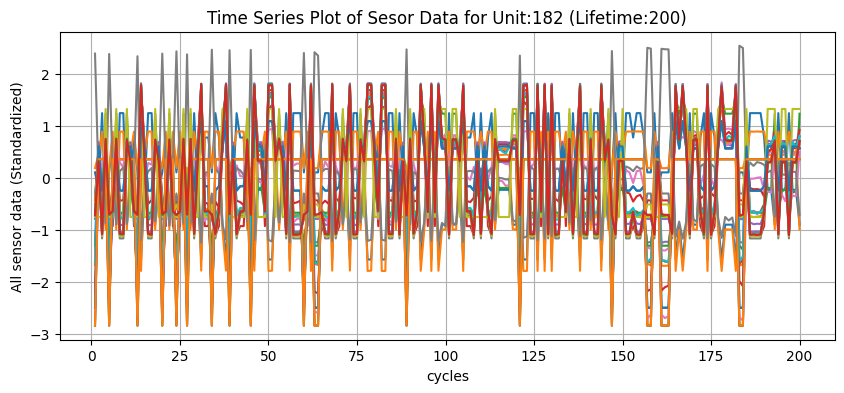 Time Series Plot of Sesor Data for Unit:182 (Lifetime:200)
All sensor data (Standardized)
2
1
0
−1
−2
−3
0 25 50 75 100 125 150 175 200
cycles